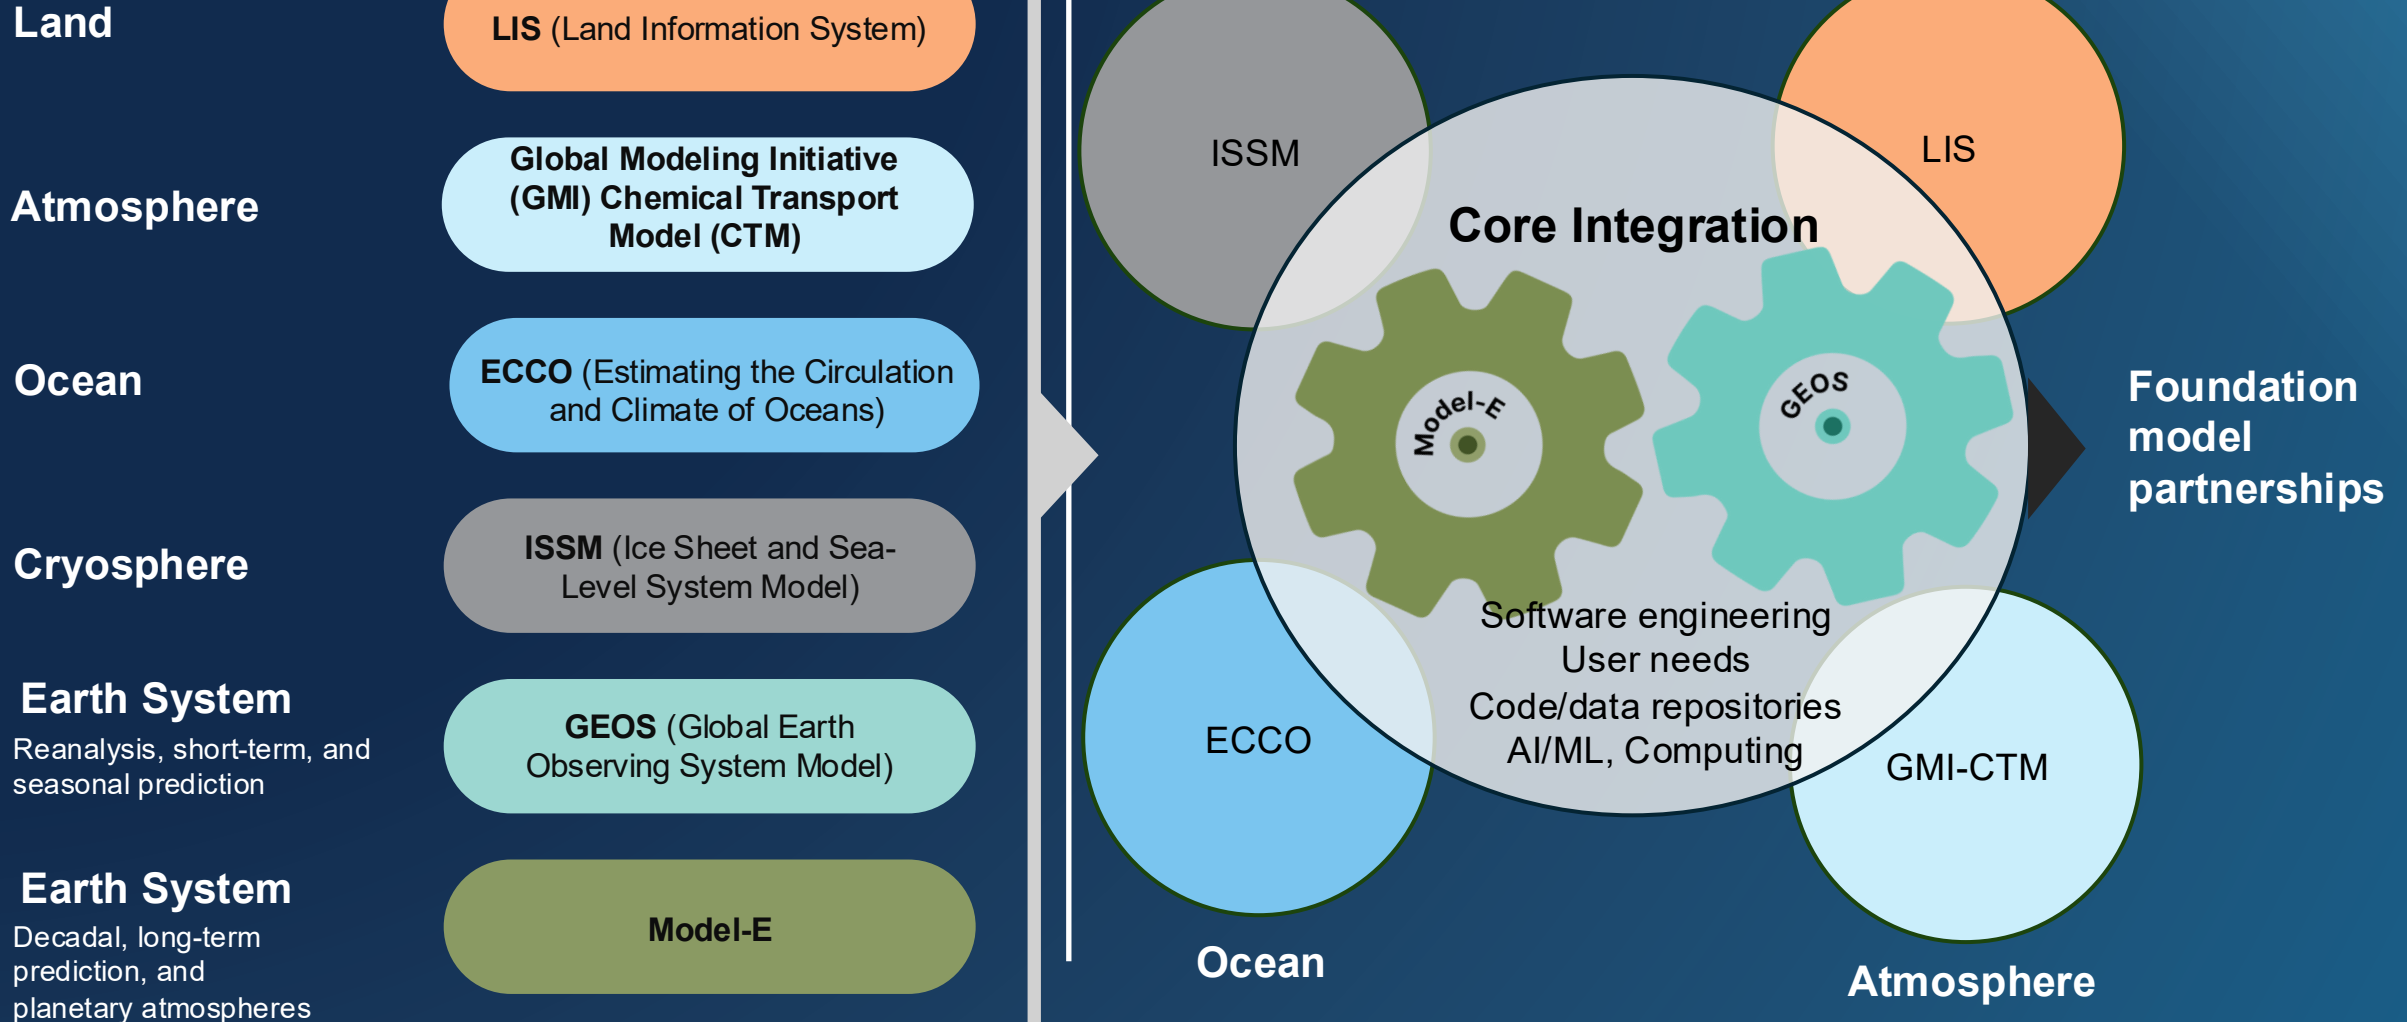 Land
LIS (Land Information System)
Atmosphere
Global Modeling Initiative
(GMI) Chemical Transport
Model (CTM)
Ocean
ECCO (Estimating the Circulation
and Climate of Oceans)
Cryosphere
ISSM (Ice Sheet and Sea-
Level System Model)
Earth System
Reanalysis, short-term, and
seasonal prediction
GEOS (Global Earth
Observing System Model)
Earth System
Decadal, long-term
prediction, and
planetary atmospheres
Model-E
ISSM
LIS
Core Integration
Model-E
GEOS
Software engineering
User needs
Code/data repositories
AI/ML, Computing
ECCO
GMI-CTM
Ocean
Atmosphere
Foundation
model
partnerships